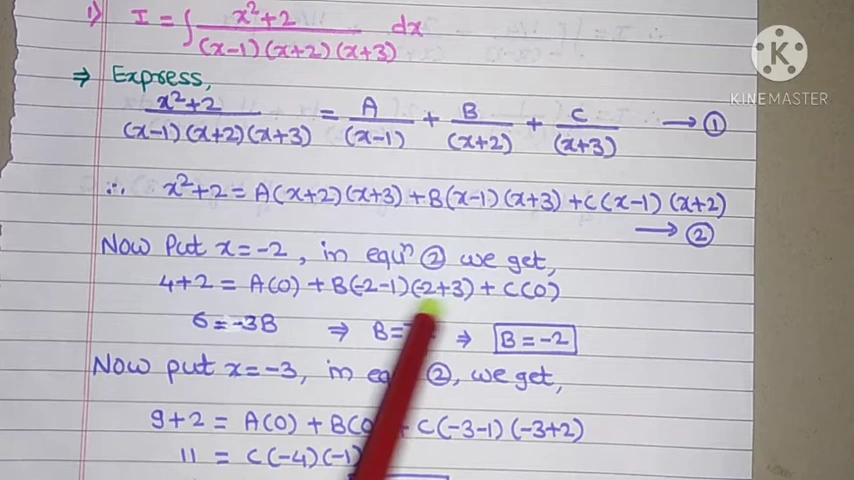 1) I = ∫ x²+2 / (x-1)(x+2)(x+3) dx
⇒ Express,
x²+2 / (x-1)(x+2)(x+3) = A/(x-1) + B/(x+2) + C/(x+3) → ①
∴ x²+2 = A(x+2)(x+3) + B(x-1)(x+3) + C(x-1)(x+2)
→ ②
Now put x = -2, in equⁿ ② we get,
4+2 = A(0) + B(-2-1)(-2+3) + C(0)
6 = -3B ⇒ B = ⇒ B = -2
Now put x = -3, in ②, we get,
9+2 = A(0) + B(0 + C(-3-1)(-3+2)
11 = C(-4)(-1)
KINEMASTER